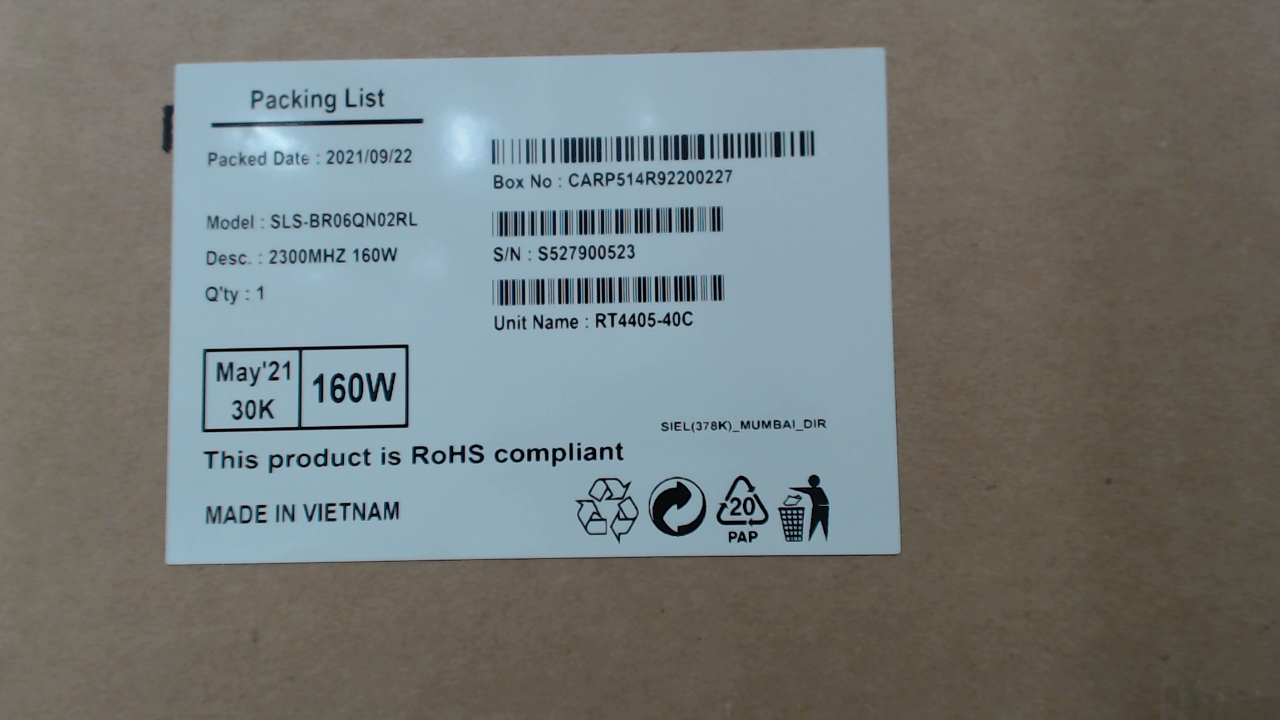 Packing List
Packed Date : 2021/09/22
Model : SLS-BR06QN02RL
Desc. : 2300MHZ 160W
Q'ty : 1
Box No : CARP514R92200227
S/N : S527900523
Unit Name : RT4405-40C
May'21
30K
160W
SIEL(378K)_MUMBAI_DIR
This product is RoHS compliant
MADE IN VIETNAM
20
PAP